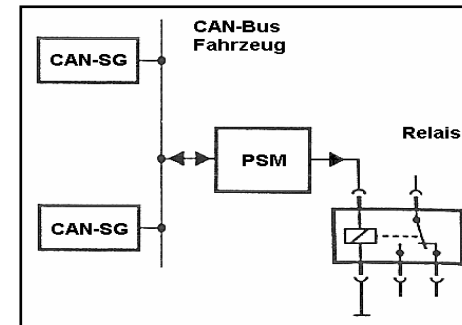 CAN-Bus
Fahrzeug
CAN-SG
Relais
PSM
CAN-SG